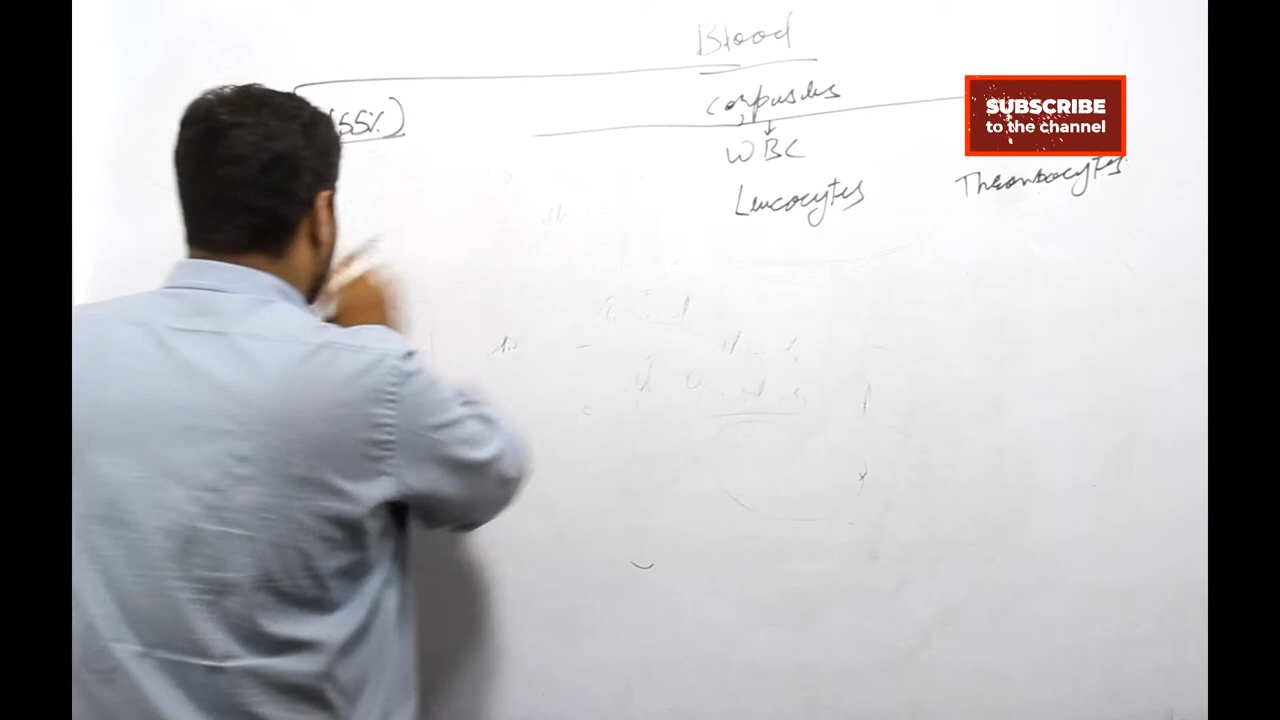 Blood
(55%)
corpuscles
WBC
Leucocytes
Thrombocytes
SUBSCRIBE
to the channel